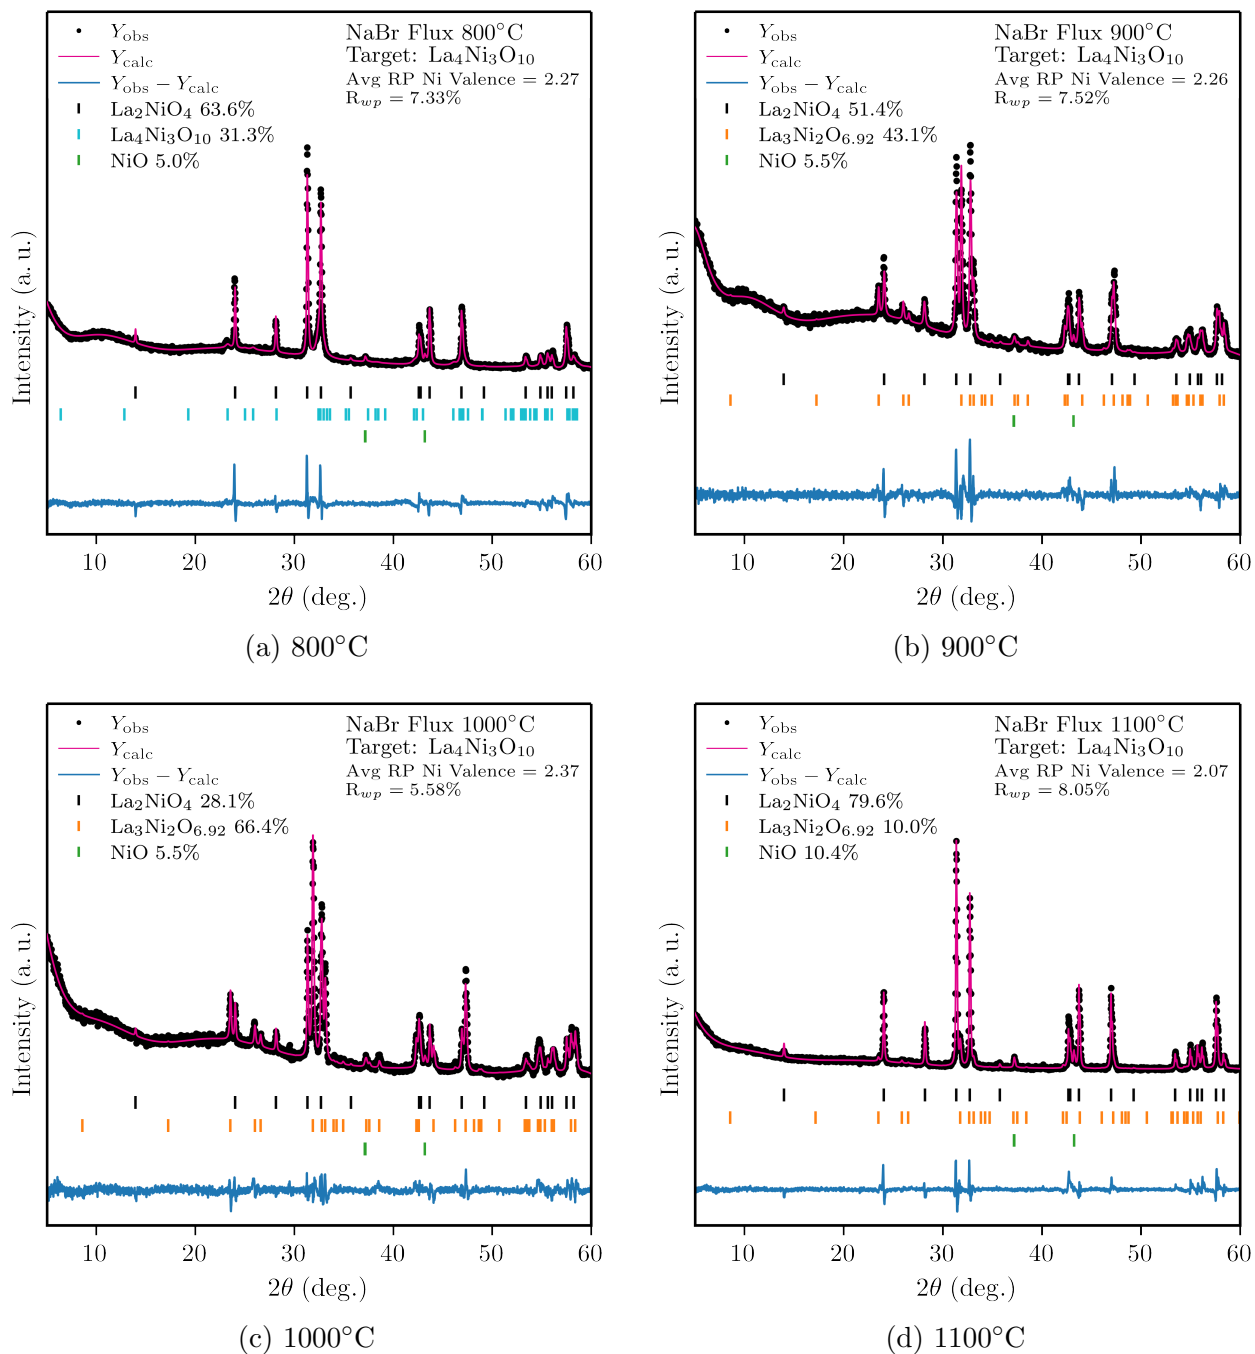 Y_obs
Y_calc
Y_obs − Y_calc
La₂NiO₄ 63.6%
La₄Ni₃O₁₀ 31.3%
NiO 5.0%
NaBr Flux 800°C
Target: La₄Ni₃O₁₀
Avg RP Ni Valence = 2.27
R_wp = 7.33%
Intensity (a. u.)
10 20 30 40 50 60
2θ (deg.)
(a) 800°C
Y_obs
Y_calc
Y_obs − Y_calc
La₂NiO₄ 51.4%
La₃Ni₂O₆.₉₂ 43.1%
NiO 5.5%
NaBr Flux 900°C
Target: La₄Ni₃O₁₀
Avg RP Ni Valence = 2.26
R_wp = 7.52%
Intensity (a. u.)
10 20 30 40 50 60
2θ (deg.)
(b) 900°C
Y_obs
Y_calc
Y_obs − Y_calc
La₂NiO₄ 28.1%
La₃Ni₂O₆.₉₂ 66.4%
NiO 5.5%
NaBr Flux 1000°C
Target: La₄Ni₃O₁₀
Avg RP Ni Valence = 2.37
R_wp = 5.58%
Intensity (a. u.)
10 20 30 40 50 60
2θ (deg.)
(c) 1000°C
Y_obs
Y_calc
Y_obs − Y_calc
La₂NiO₄ 79.6%
La₃Ni₂O₆.₉₂ 10.0%
NiO 10.4%
NaBr Flux 1100°C
Target: La₄Ni₃O₁₀
Avg RP Ni Valence = 2.07
R_wp = 8.05%
Intensity (a. u.)
10 20 30 40 50 60
2θ (deg.)
(d) 1100°C